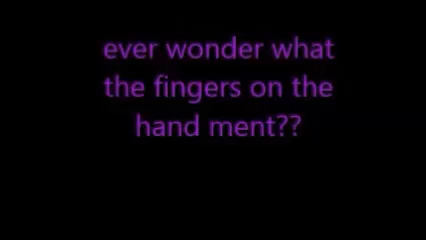 ever wonder what
the fingers on the
hand ment??